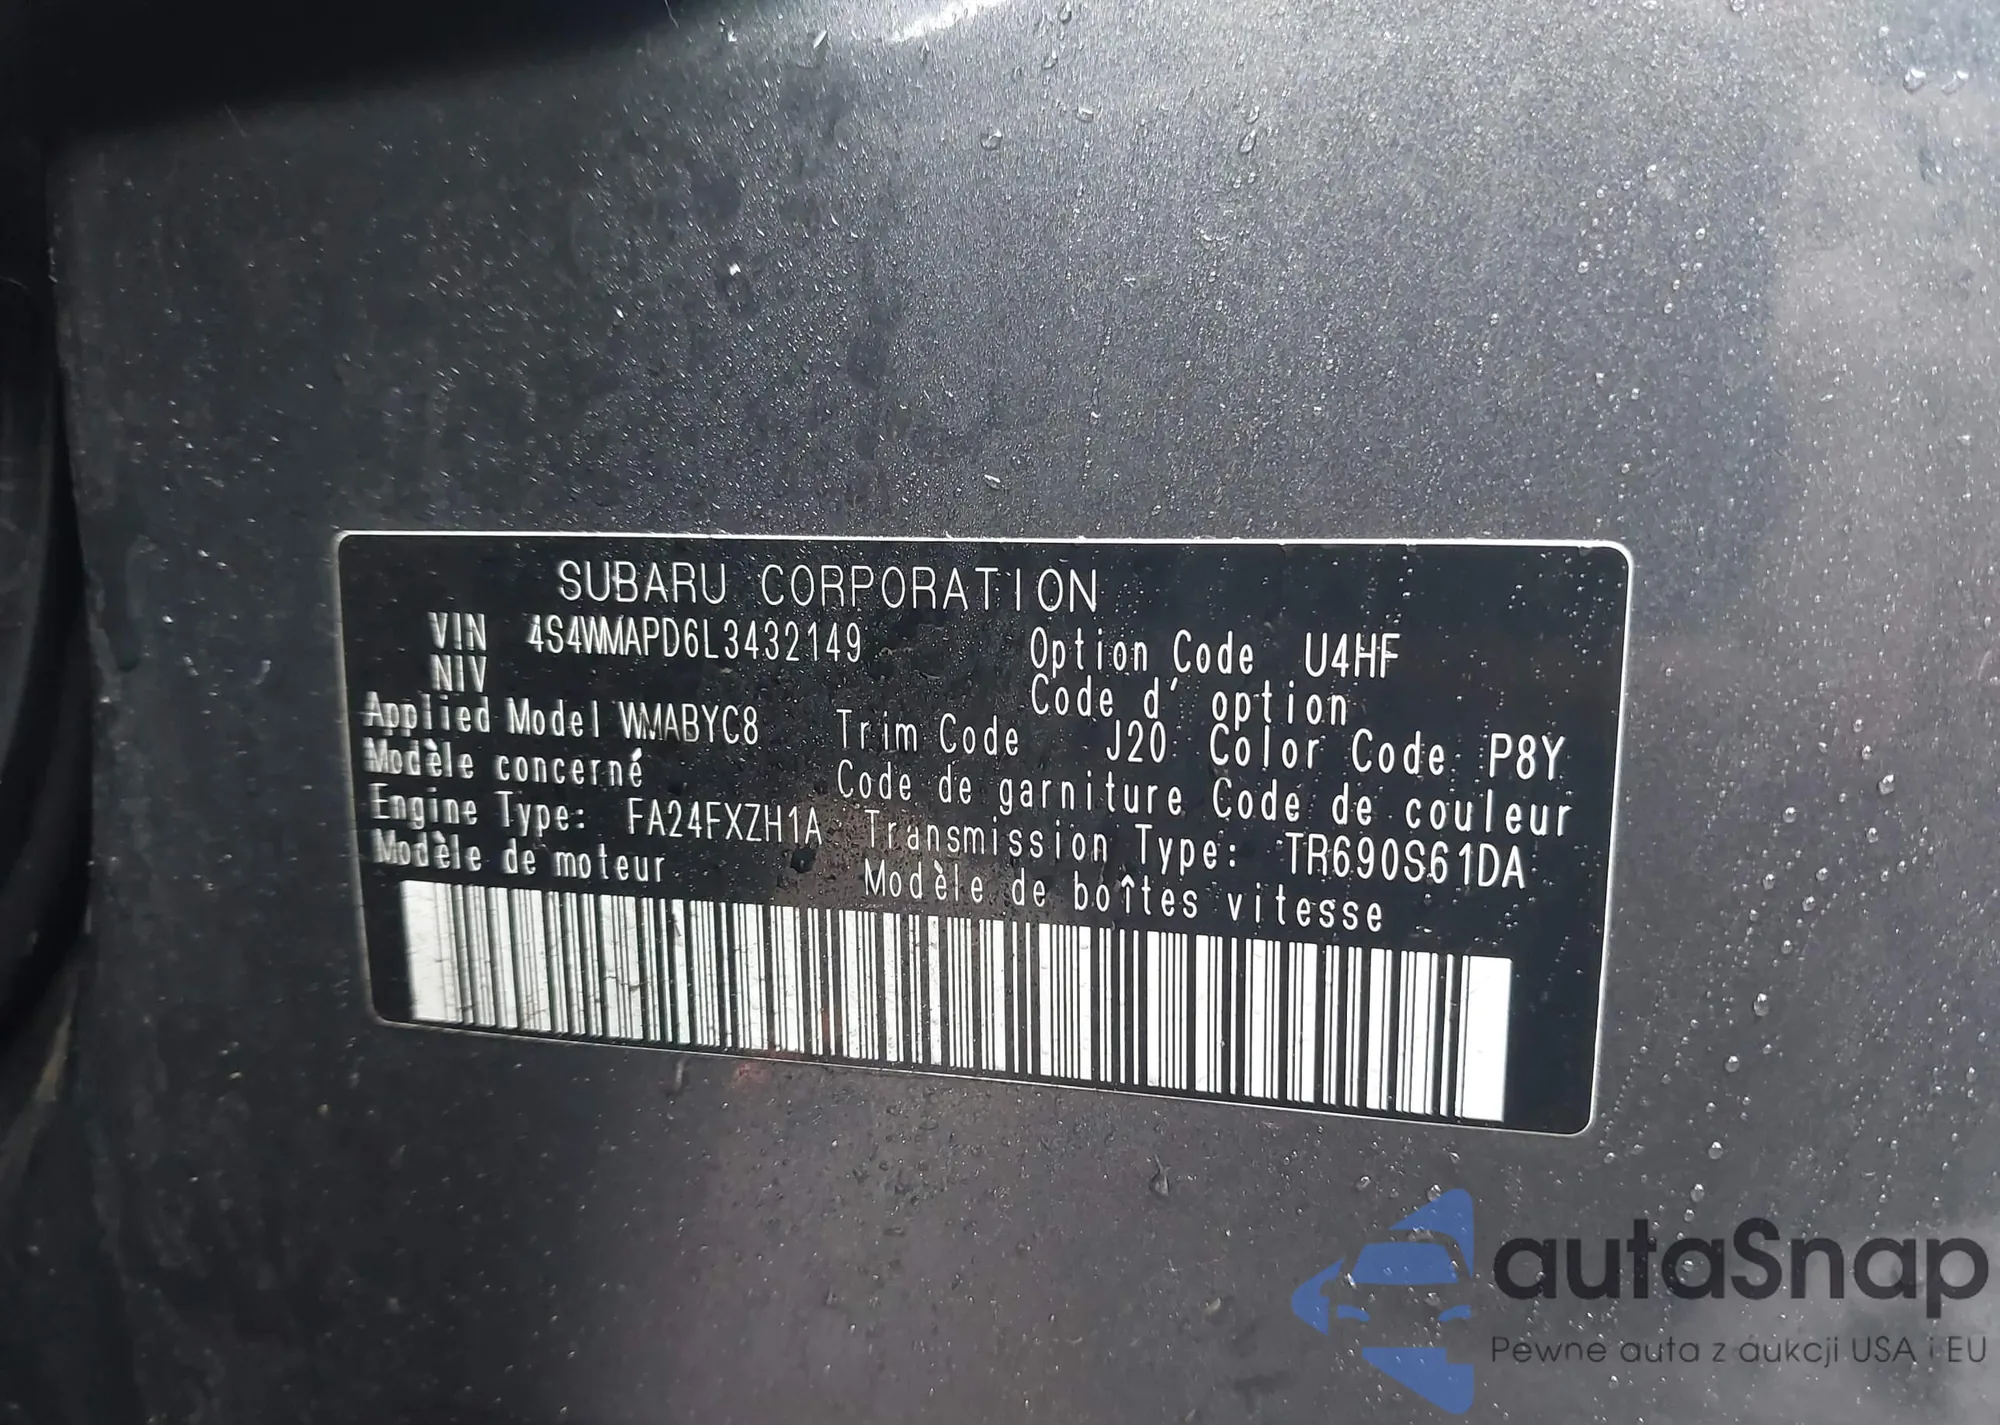 SUBARU CORPORATION
VIN 4S4WMAPD6L3432149 Option Code U4HF
NIV Code d' option
Applied Model WMABYC8 Trim Code J20 Color Code P8Y
Modèle concerné Code de garniture Code de couleur
Engine Type: FA24FXZH1A Transmission Type: TR690S61DA
Modèle de moteur Modèle de boîtes vitesse
autaSnap
Pewne auta z aukcji USA i EU